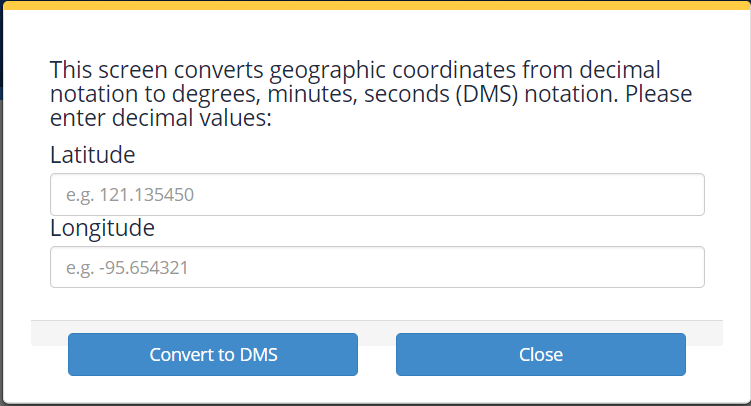 This screen converts geographic coordinates from decimal
notation to degrees, minutes, seconds (DMS) notation. Please
enter decimal values:
Latitude
e.g. 121.135450
Longitude
e.g. -95.654321
Convert to DMS
Close